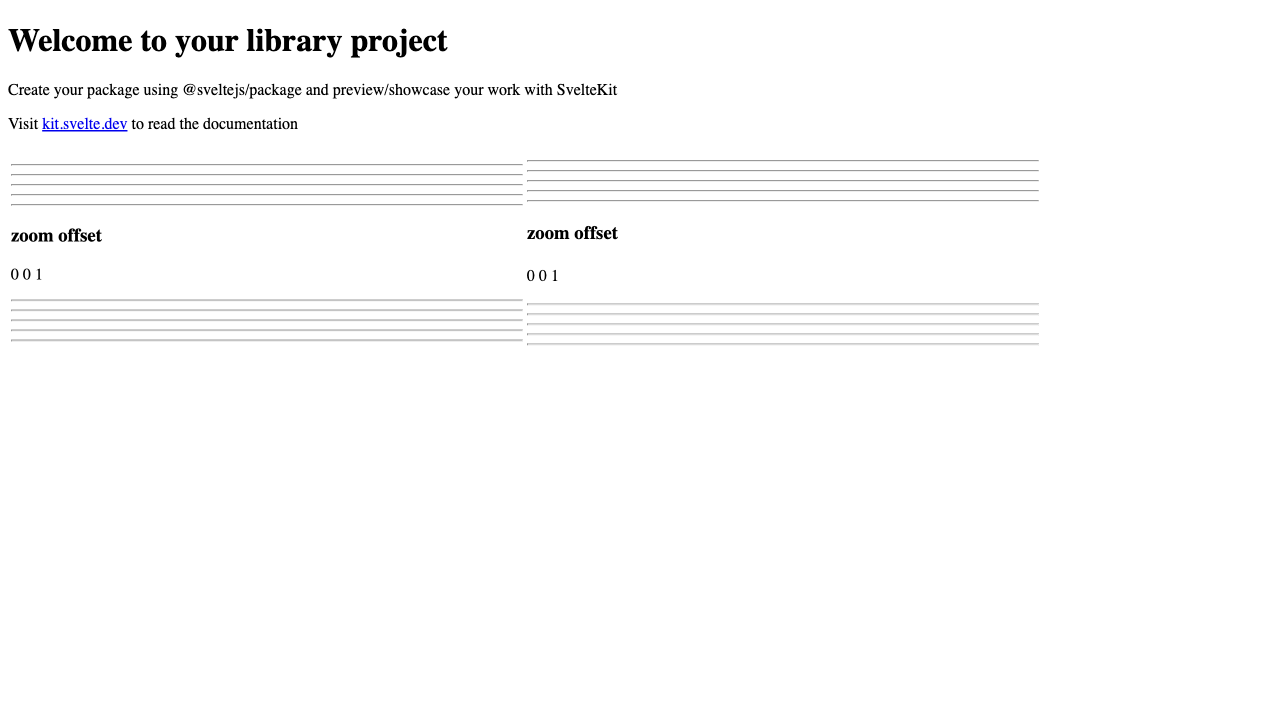 Welcome to your library project
Create your package using @sveltejs/package and preview/showcase your work with SvelteKit
Visit kit.svelte.dev to read the documentation
zoom offset
0 0 1
zoom offset
0 0 1